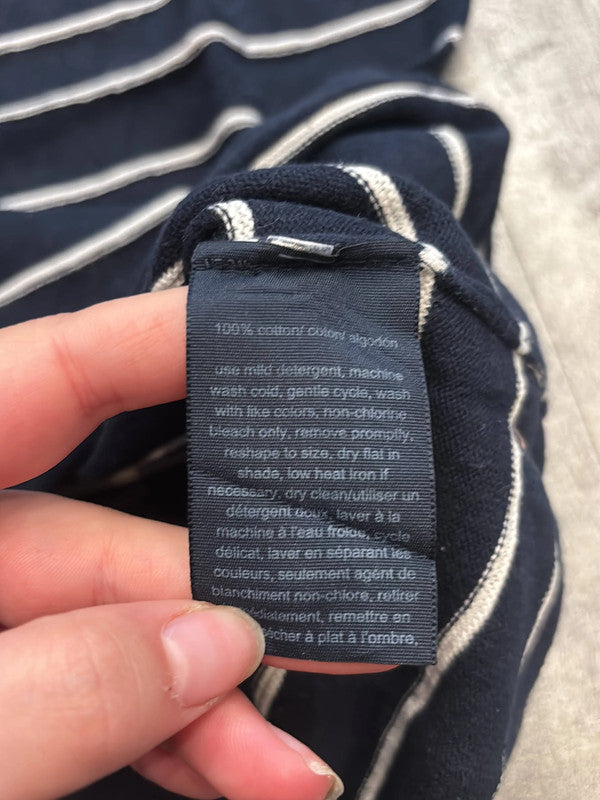 100% cotton/ coton/ algodon
use mild detergent, machine
wash cold, gentle cycle, wash
with like colors, non-chlorine
bleach only, remove promptly,
reshape to size, dry flat in
shade, low heat iron if
necessary, dry clean/utiliser un
détergent doux, laver à la
machine à l'eau froide, cycle
délicat, laver en séparant les
couleurs, seulement agent de
blanchiment non-chlore, retirer
remettre en
à plat à l'ombre,